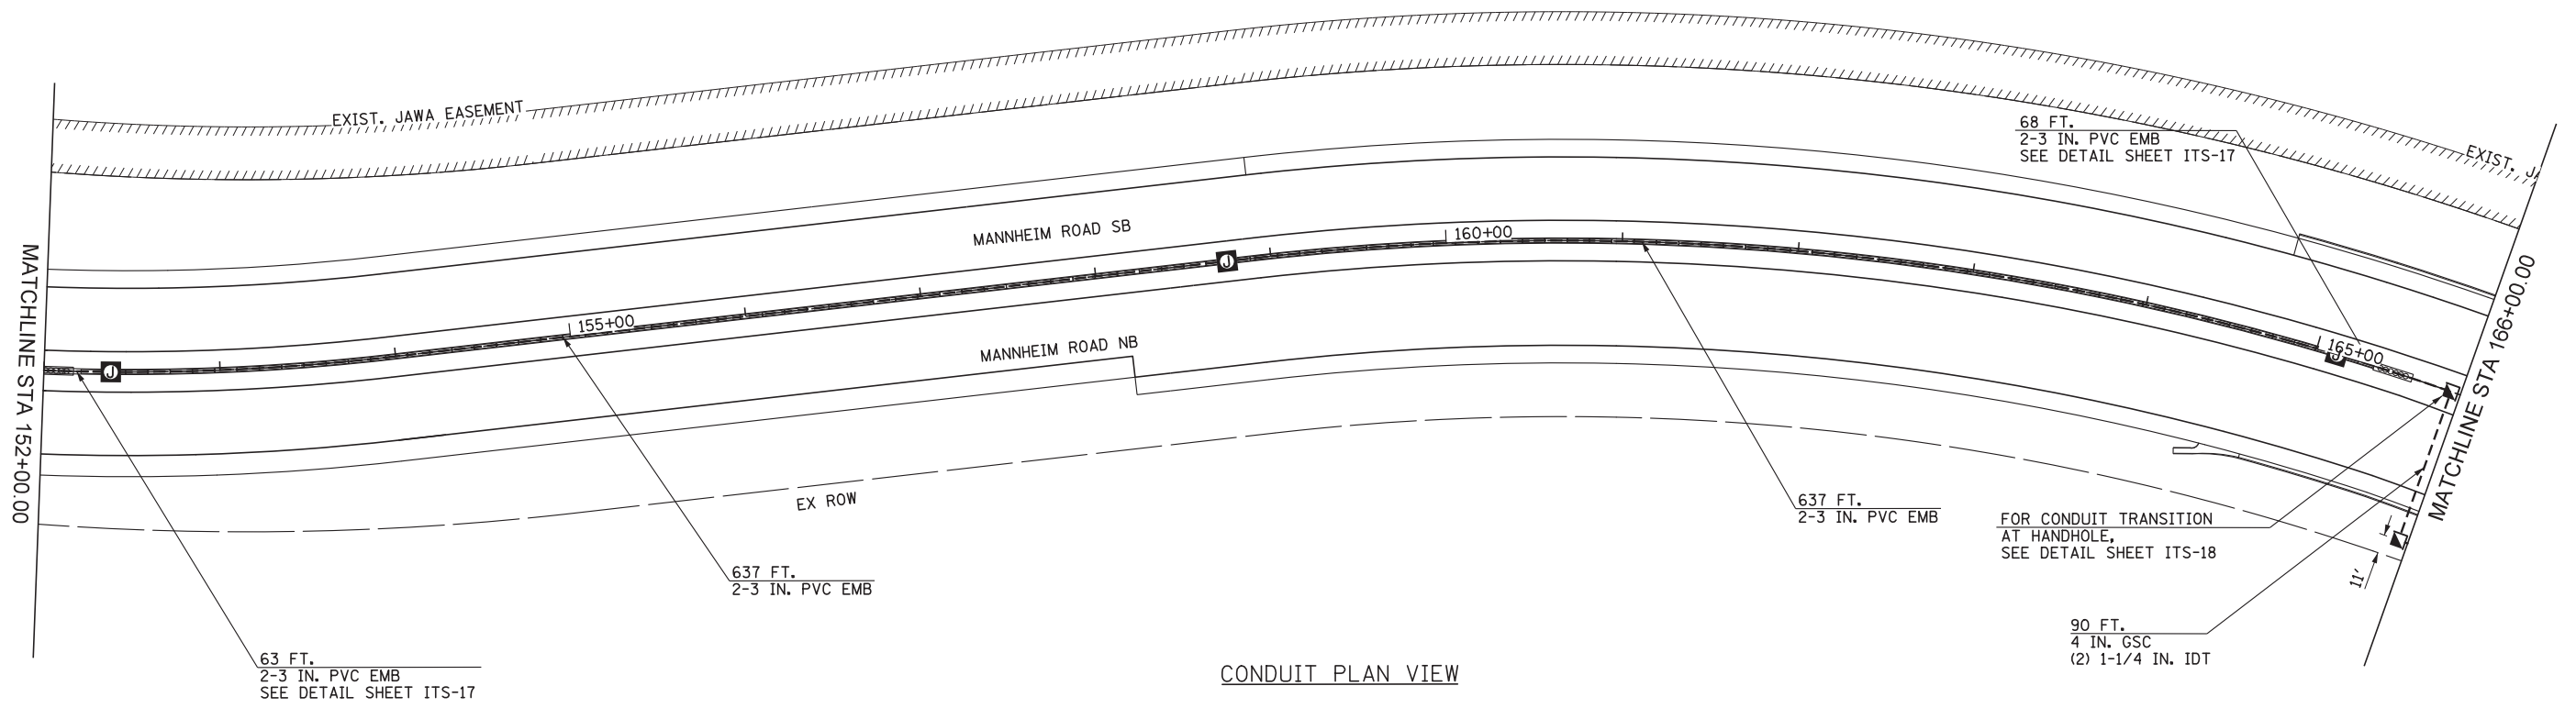 EXIST. JAWA EASEMENT
68 FT.
2-3 IN. PVC EMB
SEE DETAIL SHEET ITS-17
EXIST.
MANNHEIM ROAD SB
160+00
J
155+00
165+00
J
J
MANNHEIM ROAD NB
MATCHLINE STA 152+00.00
MATCHLINE STA 166+00.00
EX ROW
637 FT.
2-3 IN. PVC EMB
FOR CONDUIT TRANSITION
AT HANDHOLE,
SEE DETAIL SHEET ITS-18
11'
637 FT.
2-3 IN. PVC EMB
90 FT.
4 IN. GSC
(2) 1-1/4 IN. IDT
63 FT.
2-3 IN. PVC EMB
SEE DETAIL SHEET ITS-17
CONDUIT PLAN VIEW